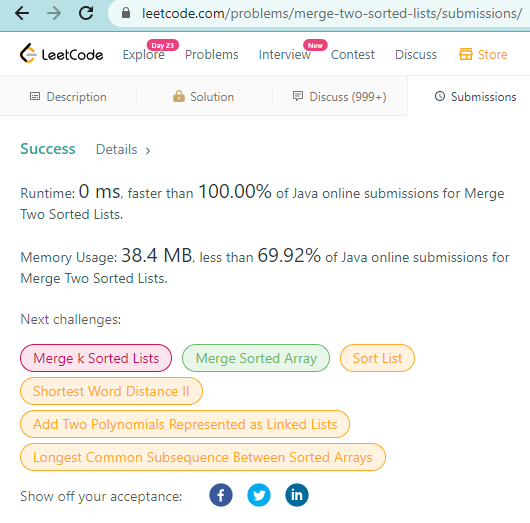 leetcode.com/problems/merge-two-sorted-lists/submissions/
LeetCode Explore Day 23 Problems Interview New Contest Discuss Store
Description Solution Discuss (999+) Submissions
Success Details >
Runtime: 0 ms, faster than 100.00% of Java online submissions for Merge
Two Sorted Lists.
Memory Usage: 38.4 MB, less than 69.92% of Java online submissions for
Merge Two Sorted Lists.
Next challenges:
Merge k Sorted Lists Merge Sorted Array Sort List
Shortest Word Distance II
Add Two Polynomials Represented as Linked Lists
Longest Common Subsequence Between Sorted Arrays
Show off your acceptance: f in